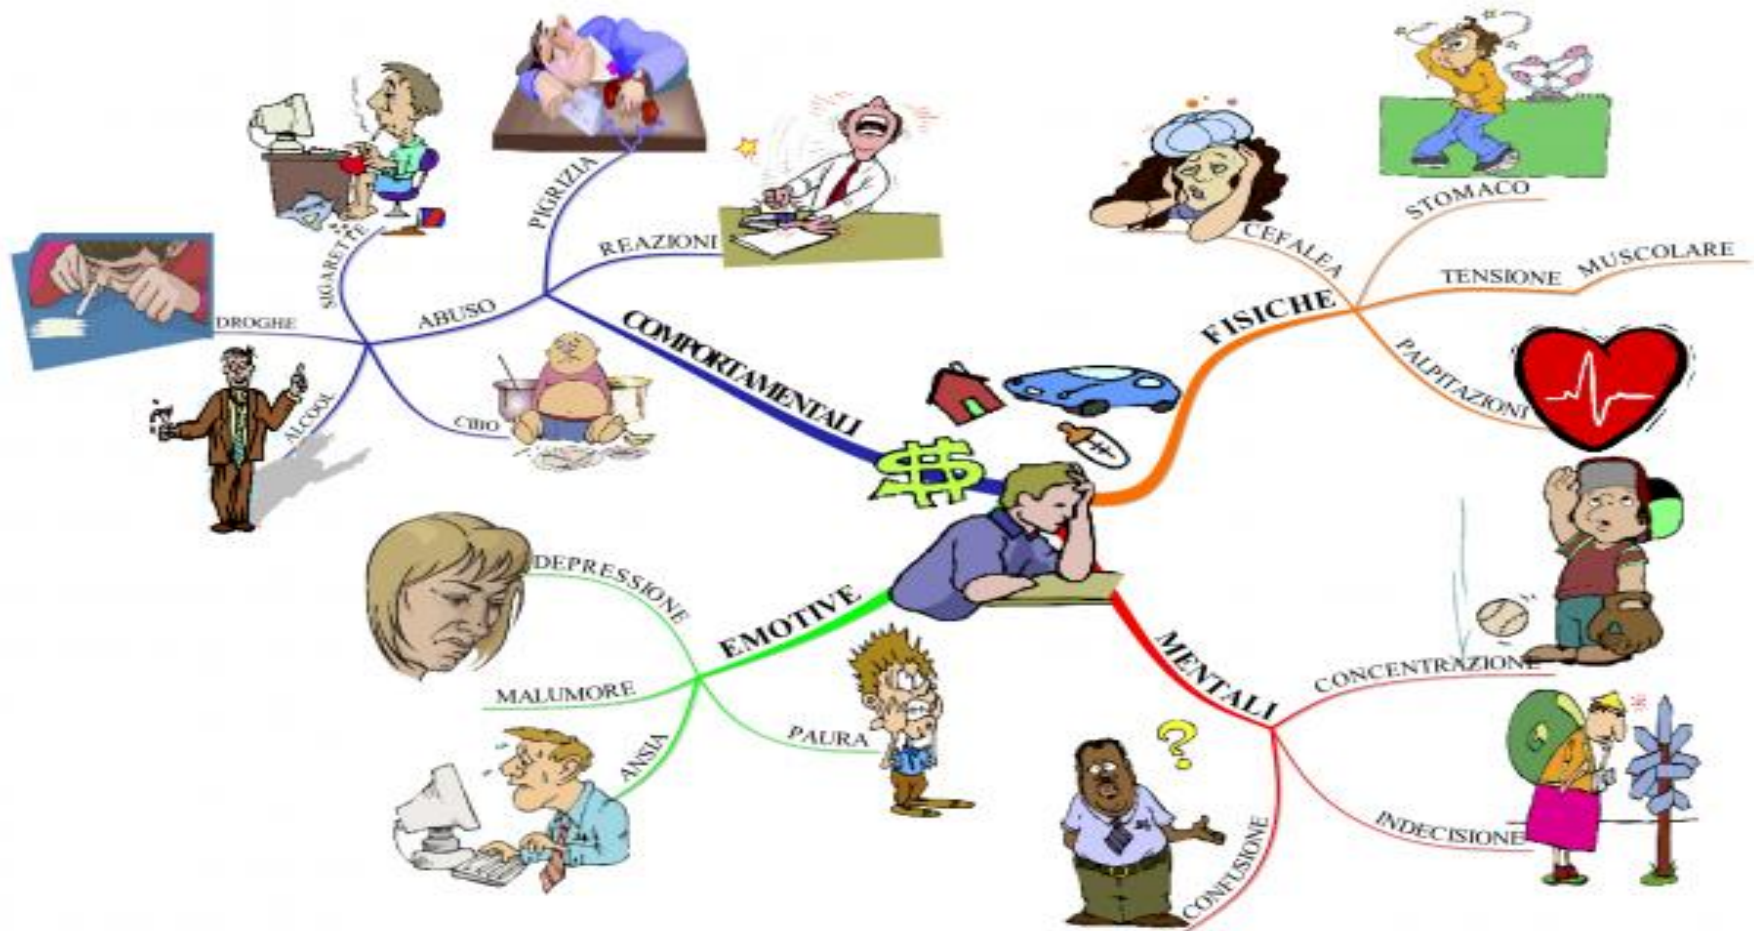 PIGRIZIA
REAZIONI
SIGARETTE
DROGHE
ABUSO
ALCOOL
CIBO
COMPORTAMENTALI
CEFALEA
STOMACO
TENSIONE MUSCOLARE
PALPITAZIONI
FISICHE
$
DEPRESSIONE
EMOTIVE
MALUMORE
ANSIA
PAURA
MENTALI
CONCENTRAZIONE
INDECISIONE
CONFUSIONE
?